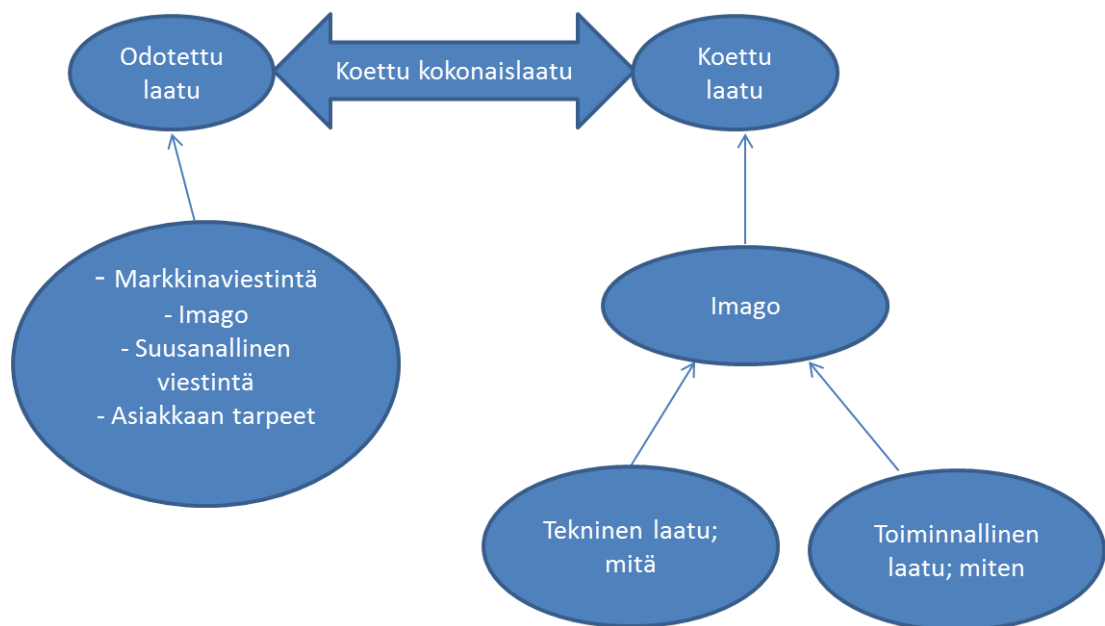 Odotettu
laatu
Koettu kokonaislaatu
Koettu
laatu
- Markkinaviestintä
- Imago
- Suusanallinen
viestintä
- Asiakkaan tarpeet
Imago
Tekninen laatu;
mitä
Toiminnallinen
laatu; miten